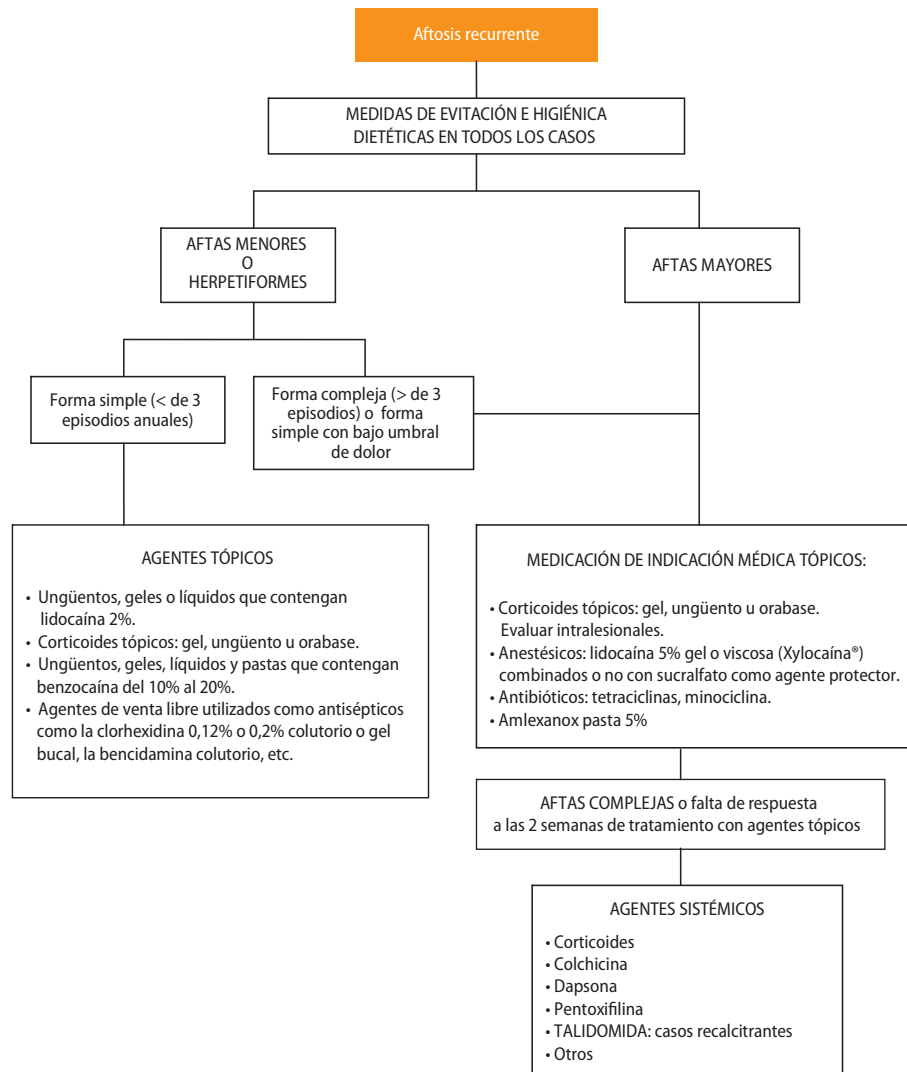 Aftosis recurrente
MEDIDAS DE EVITACIÓN E HIGIÉNICA
DIETÉTICAS EN TODOS LOS CASOS
AFTAS MENORES
O
HERPETIFORMES
AFTAS MAYORES
Forma simple (< de 3
episodios anuales)
Forma compleja (> de 3
episodios) o forma
simple con bajo umbral
de dolor
AGENTES TÓPICOS
• Ungüentos, geles o líquidos que contengan
lidocaína 2%.
• Corticoides tópicos: gel, ungüento u orabase.
• Ungüentos, geles, líquidos y pastas que contengan
benzocaína del 10% al 20%.
• Agentes de venta libre utilizados como antisépticos
como la clorhexidina 0,12% o 0,2% colutorio o gel
bucal, la bencidamina colutorio, etc.
MEDICACIÓN DE INDICACIÓN MÉDICA TÓPICOS:
• Corticoides tópicos: gel, ungüento u orabase.
Evaluar intralesionales.
• Anestésicos: lidocaína 5% gel o viscosa (Xylocaína®)
combinados o no con sucralfato como agente protector.
• Antibióticos: tetraciclinas, minociclina.
• Amlexanox pasta 5%
AFTAS COMPLEJAS o falta de respuesta
a las 2 semanas de tratamiento con agentes tópicos
AGENTES SISTÉMICOS
• Corticoides
• Colchicina
• Dapsona
• Pentoxifilina
• TALIDOMIDA: casos recalcitrantes
• Otros